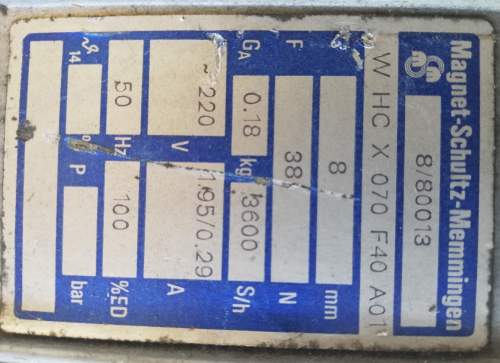 Magnet-Schultz-Memmingen
8/80013
W HC X 070 F40 A01
8 mm
F 38 N
GA 0.18 kg 3600 S/h
~ 220 V 1.95/0.29 A
50 Hz 100 %ED
ϑ14 P bar